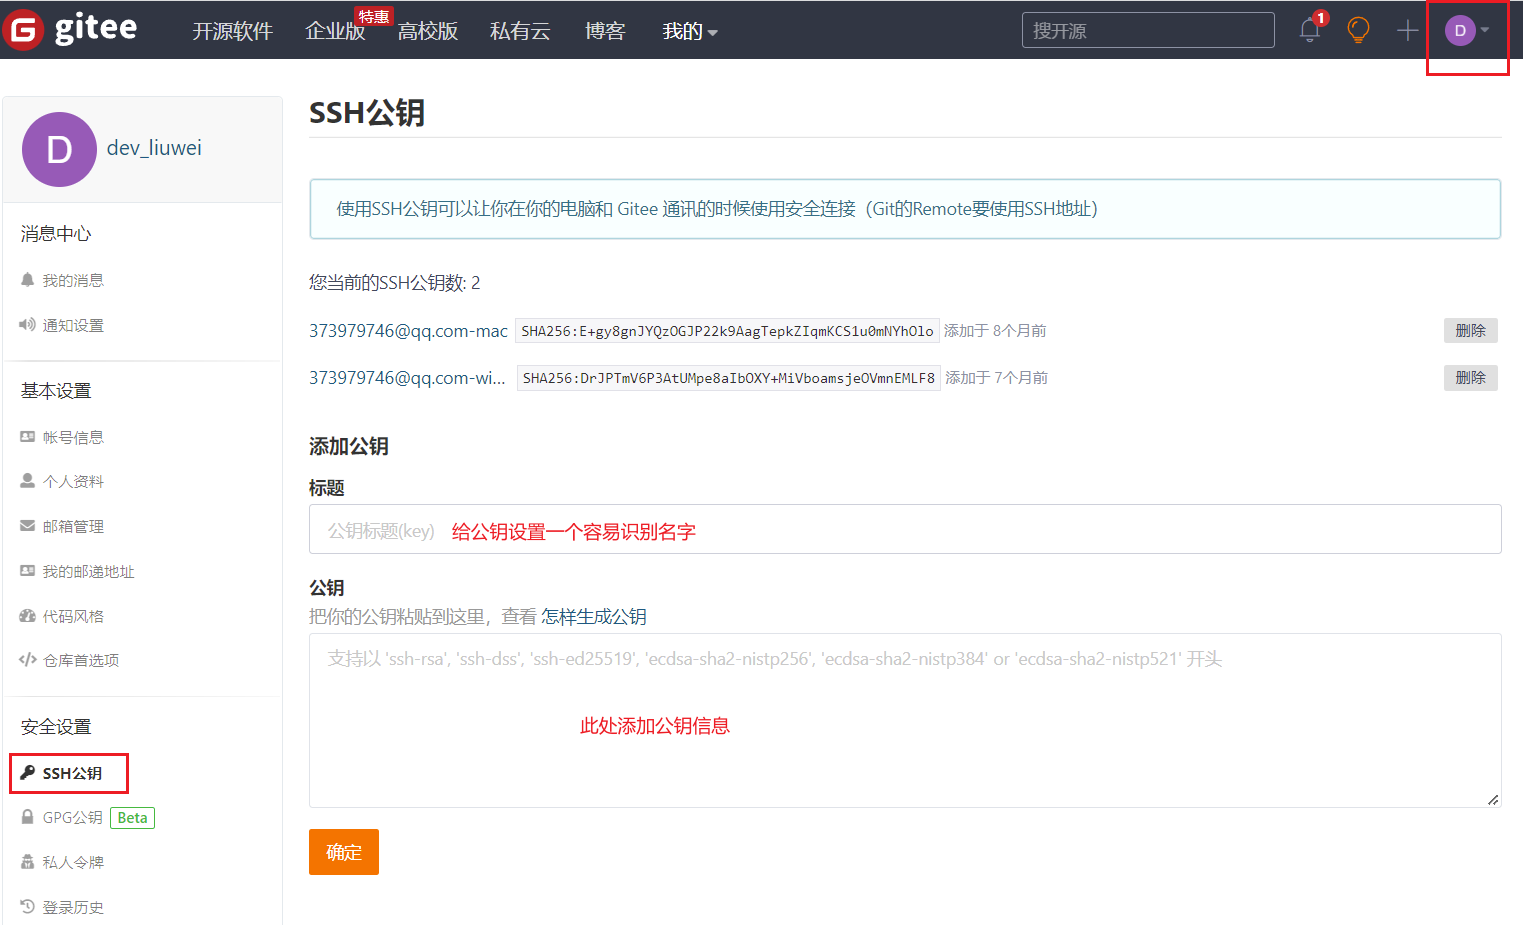 gitee 开源软件 企业版 特惠 高校版 私有云 博客 我的 搜开源 1 D
D dev_liuwei
消息中心
我的消息
通知设置
基本设置
帐号信息
个人资料
邮箱管理
我的邮递地址
代码风格
仓库首选项
安全设置
SSH公钥
GPG公钥 Beta
私人令牌
登录历史
SSH公钥
使用SSH公钥可以让你在你的电脑和 Gitee 通讯的时候使用安全连接（Git的Remote要使用SSH地址）
您当前的SSH公钥数: 2
373979746@qq.com-mac SHA256:E+gy8gnJYQzOGJP22k9AagTepkZIqmKCS1u0mNYhOlo 添加于 8个月前 删除
373979746@qq.com-wi... SHA256:DrJPTmV6P3AtUMpe8aIbOXY+MiVboamsjeOVmnEMLF8 添加于 7个月前 删除
添加公钥
标题
公钥标题(key) 给公钥设置一个容易识别名字
公钥
把你的公钥粘贴到这里，查看 怎样生成公钥
支持以 'ssh-rsa', 'ssh-dss', 'ssh-ed25519', 'ecdsa-sha2-nistp256', 'ecdsa-sha2-nistp384' or 'ecdsa-sha2-nistp521' 开头
此处添加公钥信息
确定